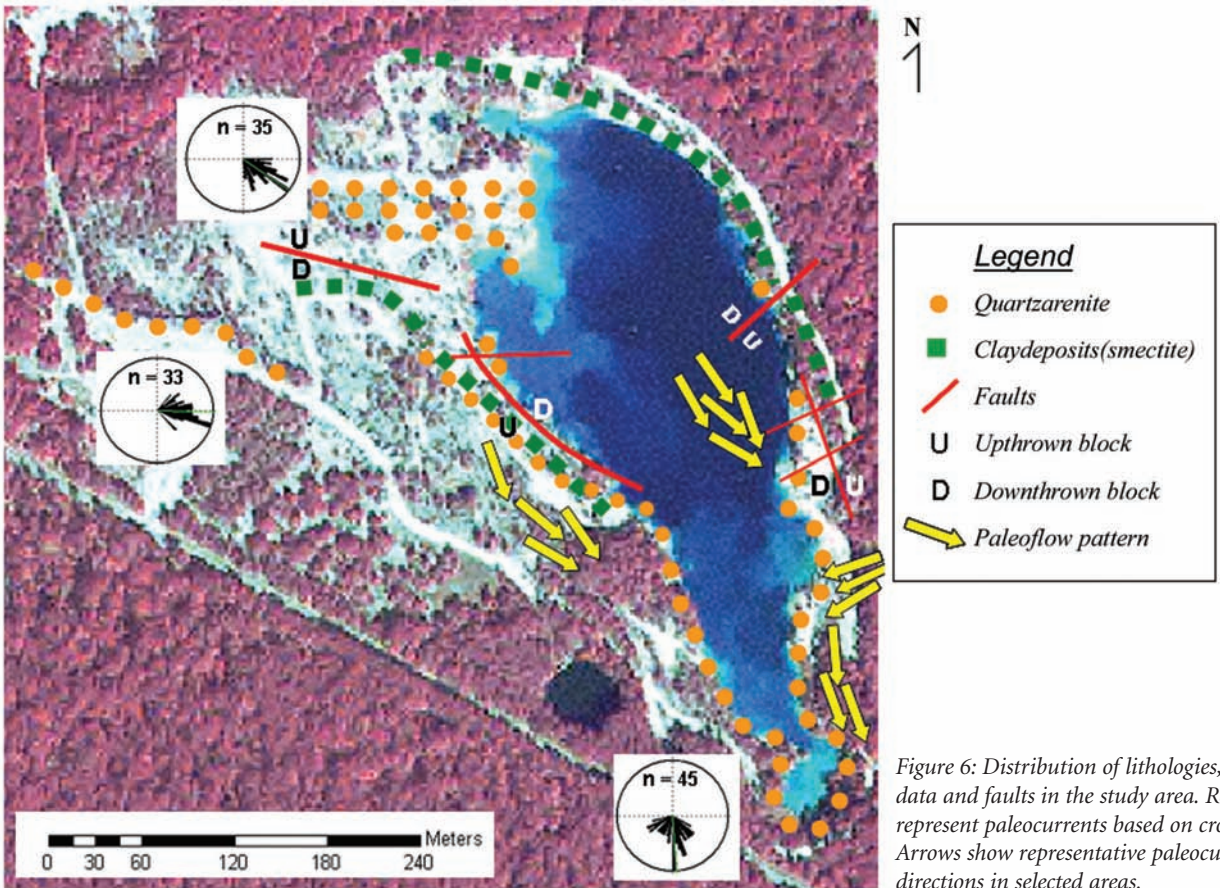 N
n = 35
U
D
n = 33
D
U
D
U
D
U
n = 45
Meters
0 30 60 120 180 240
Legend
Quartzarenite
Claydeposits(smectite)
Faults
U Upthrown block
D Downthrown block
Paleoflow pattern
Figure 6: Distribution of lithologies,
data and faults in the study area. R
represent paleocurrents based on cro
Arrows show representative paleocu
directions in selected areas.